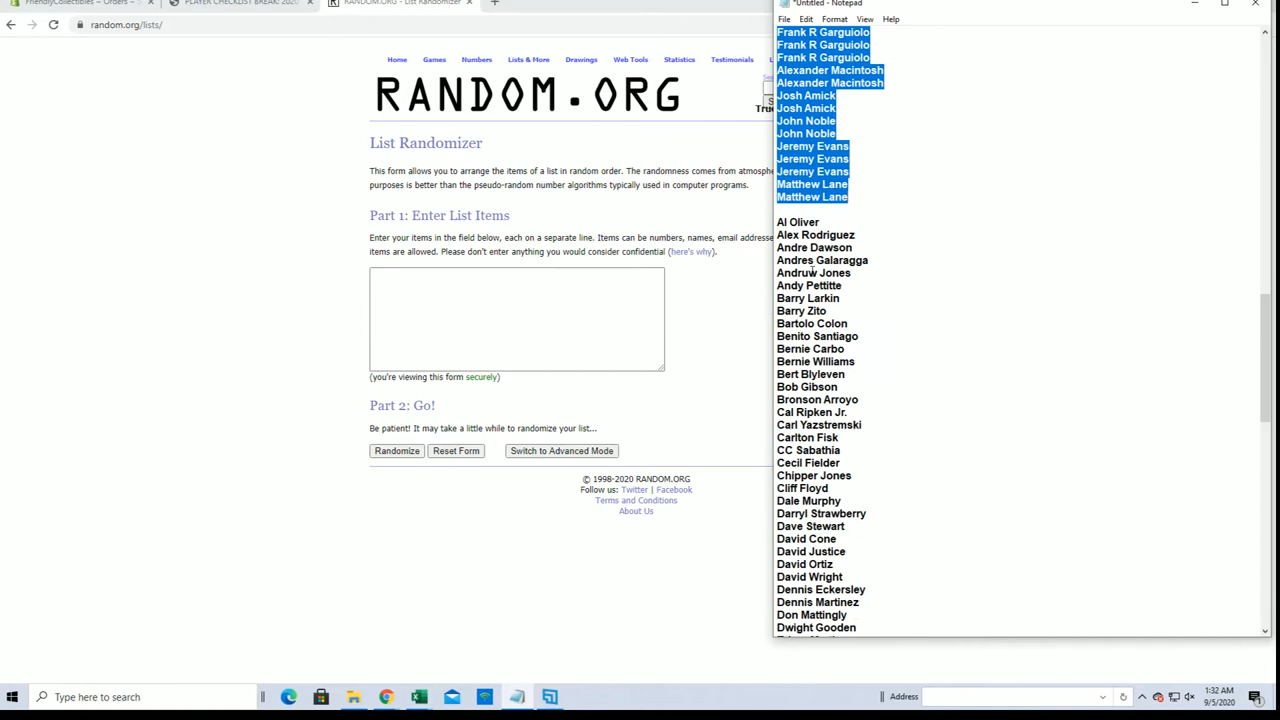 FriendlyCollectibles – Orders –
PLAYER CHECKLIST BREAK: 2020
RANDOM.ORG - List Randomizer
random.org/lists/
Home
Games
Numbers
Lists & More
Drawings
Web Tools
Statistics
Testimonials
RANDOM.ORG
List Randomizer
This form allows you to arrange the items of a list in random order. The randomness comes from atmosphe
purposes is better than the pseudo-random number algorithms typically used in computer programs.
Part 1: Enter List Items
Enter your items in the field below, each on a separate line. Items can be numbers, names, email addresse
items are allowed. Please don't enter anything you would consider confidential (here's why).
(you're viewing this form securely)
Part 2: Go!
Be patient! It may take a little while to randomize your list...
Randomize
Reset Form
Switch to Advanced Mode
© 1998-2020 RANDOM.ORG
Follow us: Twitter | Facebook
Terms and Conditions
About Us
*Untitled - Notepad
File Edit Format View Help
Frank R Garguiolo
Frank R Garguiolo
Frank R Garguiolo
Alexander Macintosh
Alexander Macintosh
Josh Amick
Josh Amick
John Noble
John Noble
Jeremy Evans
Jeremy Evans
Jeremy Evans
Matthew Lane
Matthew Lane
Al Oliver
Alex Rodriguez
Andre Dawson
Andres Galaragga
Andruw Jones
Andy Pettitte
Barry Larkin
Barry Zito
Bartolo Colon
Benito Santiago
Bernie Carbo
Bernie Williams
Bert Blyleven
Bob Gibson
Bronson Arroyo
Cal Ripken Jr.
Carl Yazstremski
Carlton Fisk
CC Sabathia
Cecil Fielder
Chipper Jones
Cliff Floyd
Dale Murphy
Darryl Strawberry
Dave Stewart
David Cone
David Justice
David Ortiz
David Wright
Dennis Eckersley
Dennis Martinez
Don Mattingly
Dwight Gooden
Type here to search
Address
1:32 AM
9/5/2020